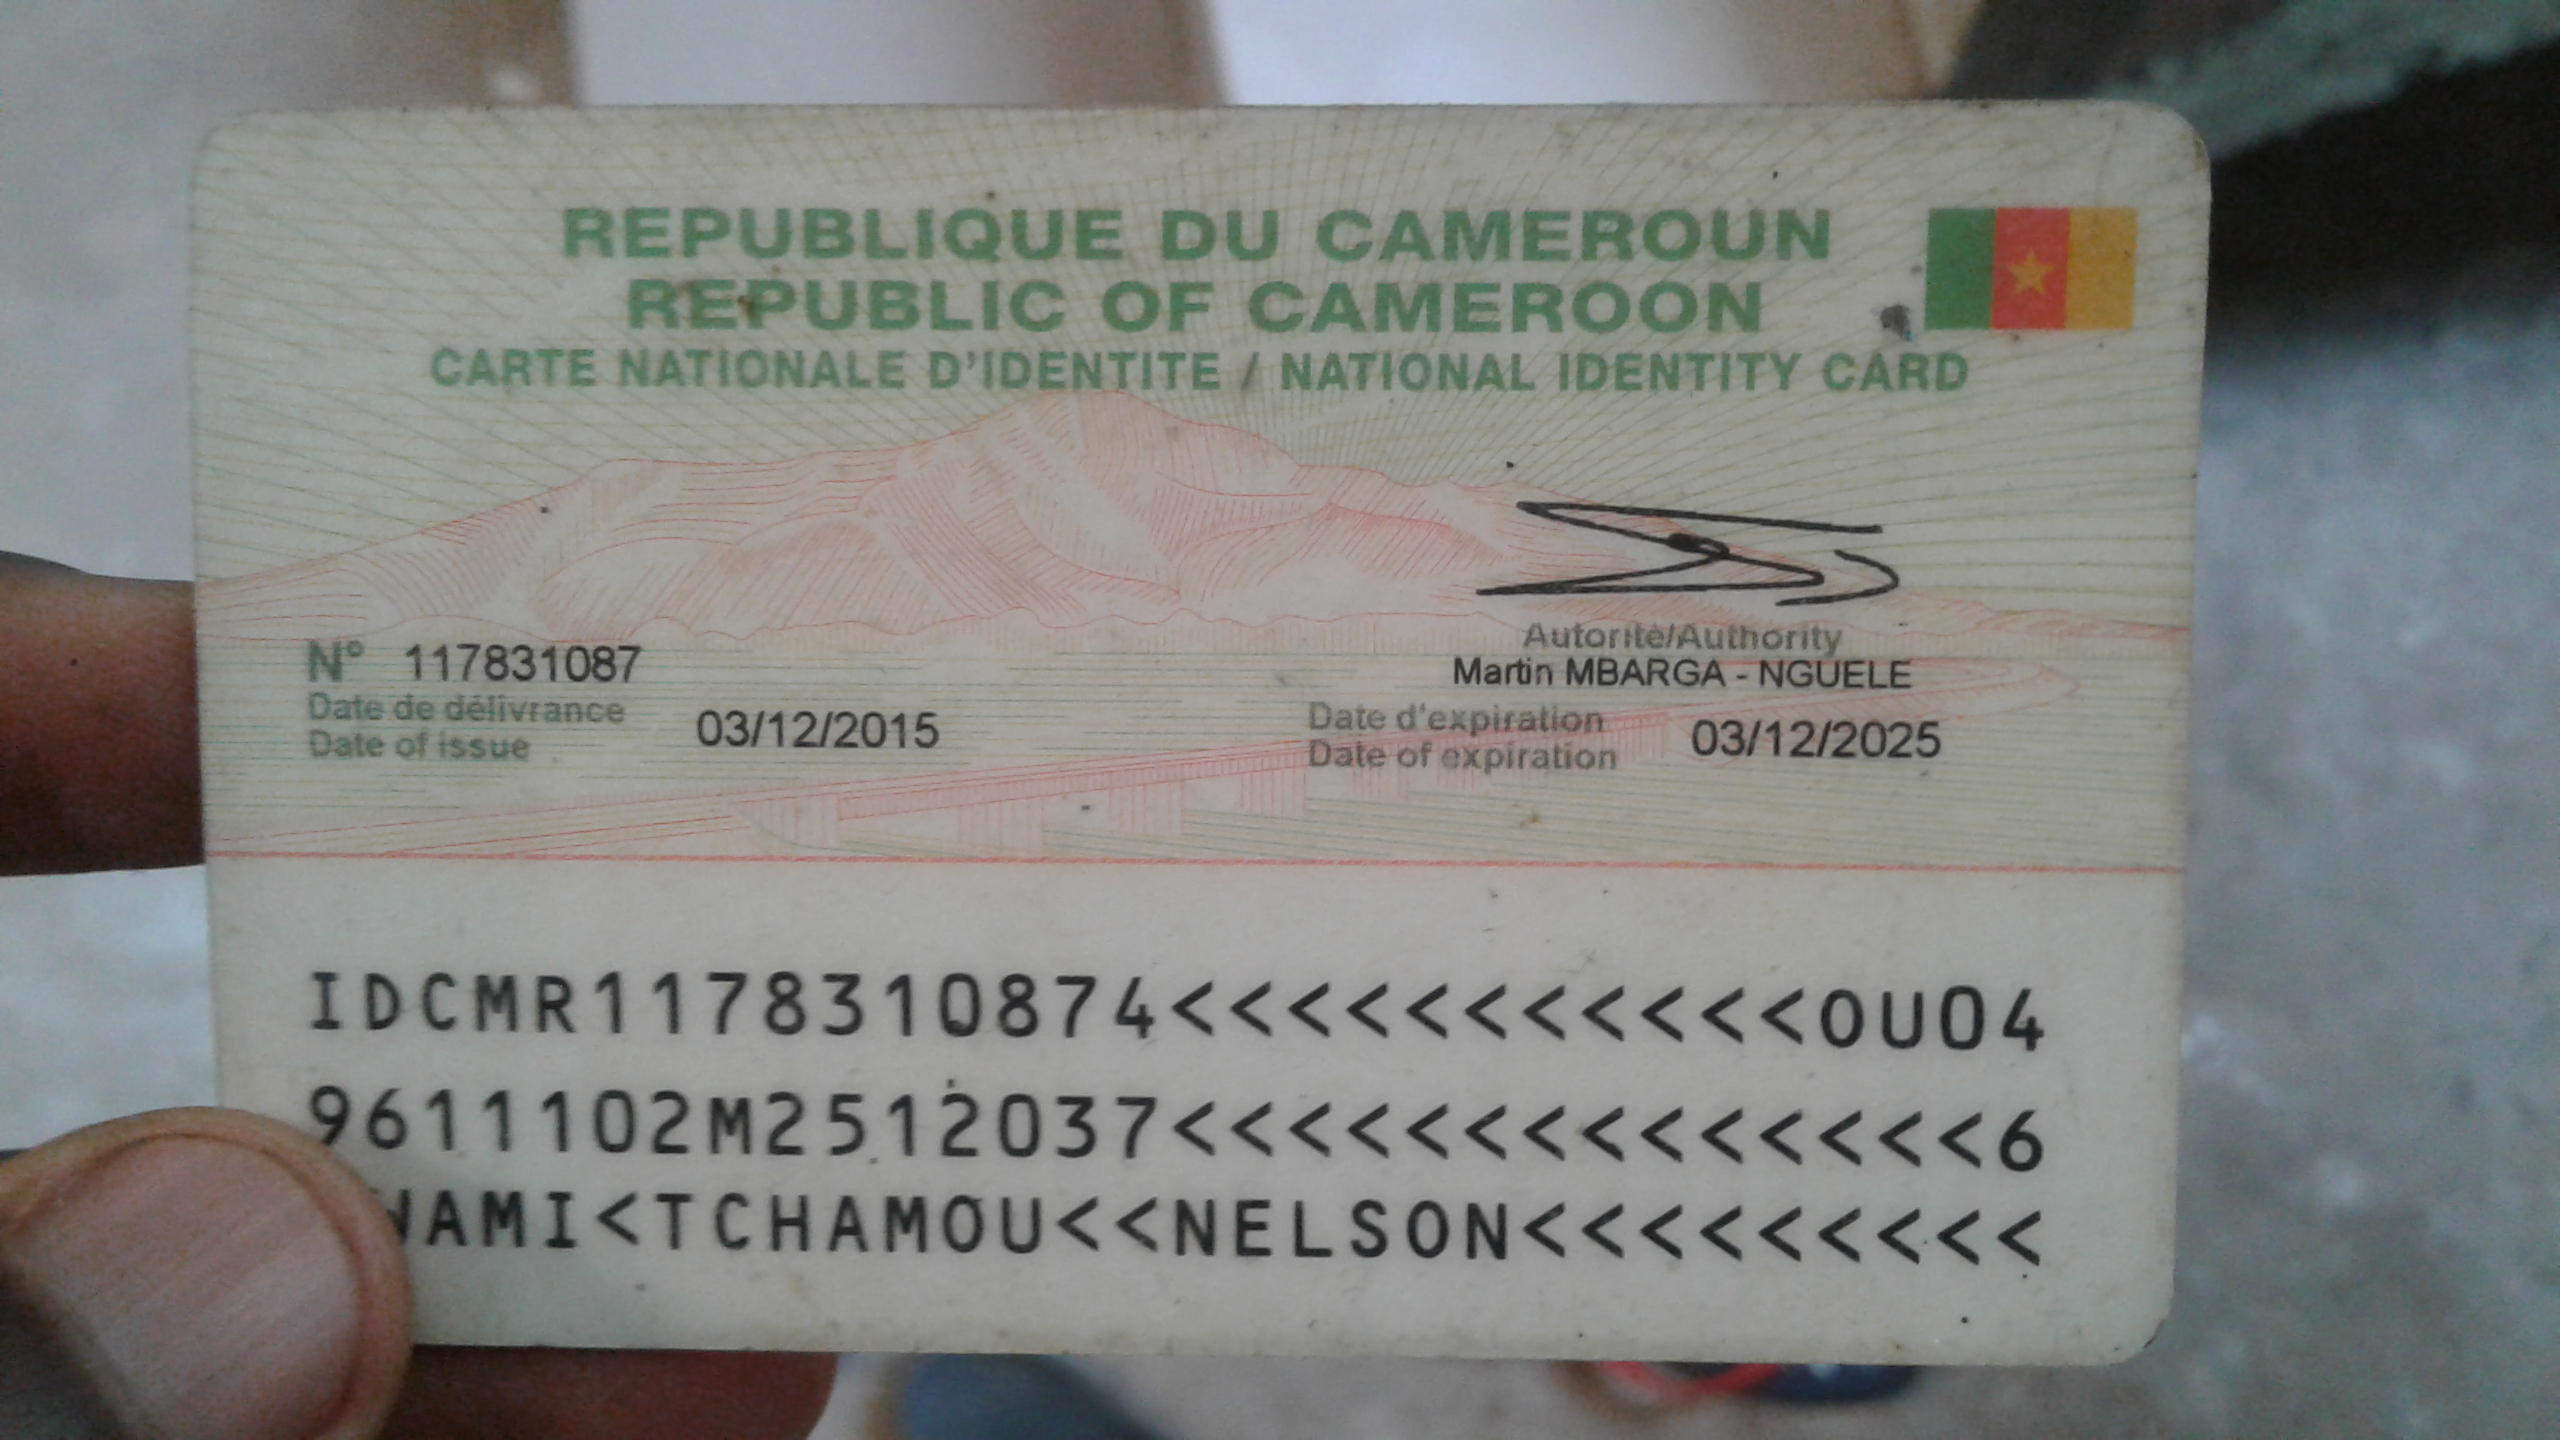 REPUBLIQUE DU CAMEROUN
REPUBLIC OF CAMEROON
CARTE NATIONALE D'IDENTITE / NATIONAL IDENTITY CARD
N° 117831087
Autorité/Authority
Martin MBARGA - NGUELE
Date de délivrance
Date of issue
03/12/2015
Date d'expiration
Date of expiration
03/12/2025
IDCMR1178310874<<<<<<<<<<<OU04
9611102M2512037<<<<<<<<<<<<<<6
AMI<TCHAMOU<<NELSON<<<<<<<<<